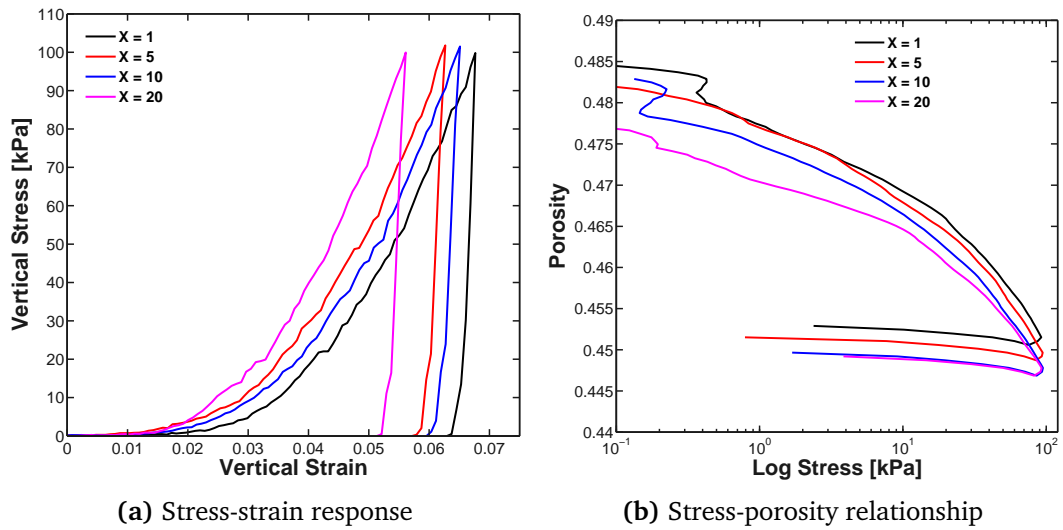 110
100
90
80
70
60
50
40
30
20
10
0
Vertical Stress [kPa]
X = 1
X = 5
X = 10
X = 20
0 0.01 0.02 0.03 0.04 0.05 0.06 0.07
Vertical Strain
(a) Stress-strain response
0.49
0.485
0.48
0.475
0.47
0.465
0.46
0.455
0.45
0.445
0.44
Porosity
X = 1
X = 5
X = 10
X = 20
10⁻¹ 10⁰ 10¹ 10²
Log Stress [kPa]
(b) Stress-porosity relationship